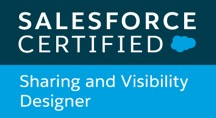 SALESFORCE
CERTIFIED
Sharing and Visibility
Designer